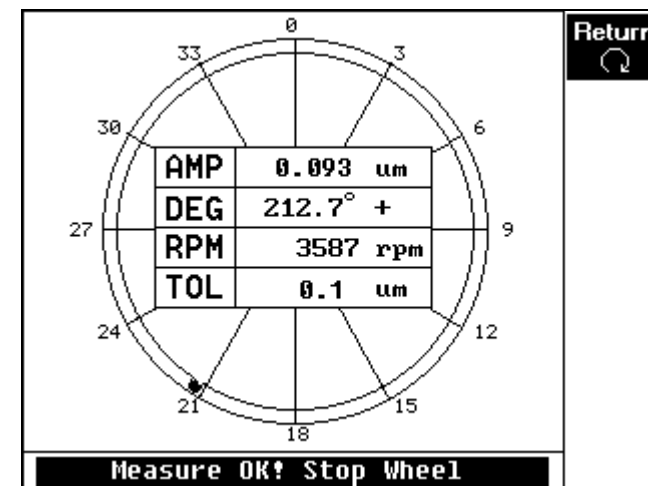 0
Return
33
3
30
6
AMP 0.093 um
DEG 212.7° +
27
9
RPM 3587 rpm
TOL 0.1 um
24
12
21
15
18
Measure OK! Stop Wheel